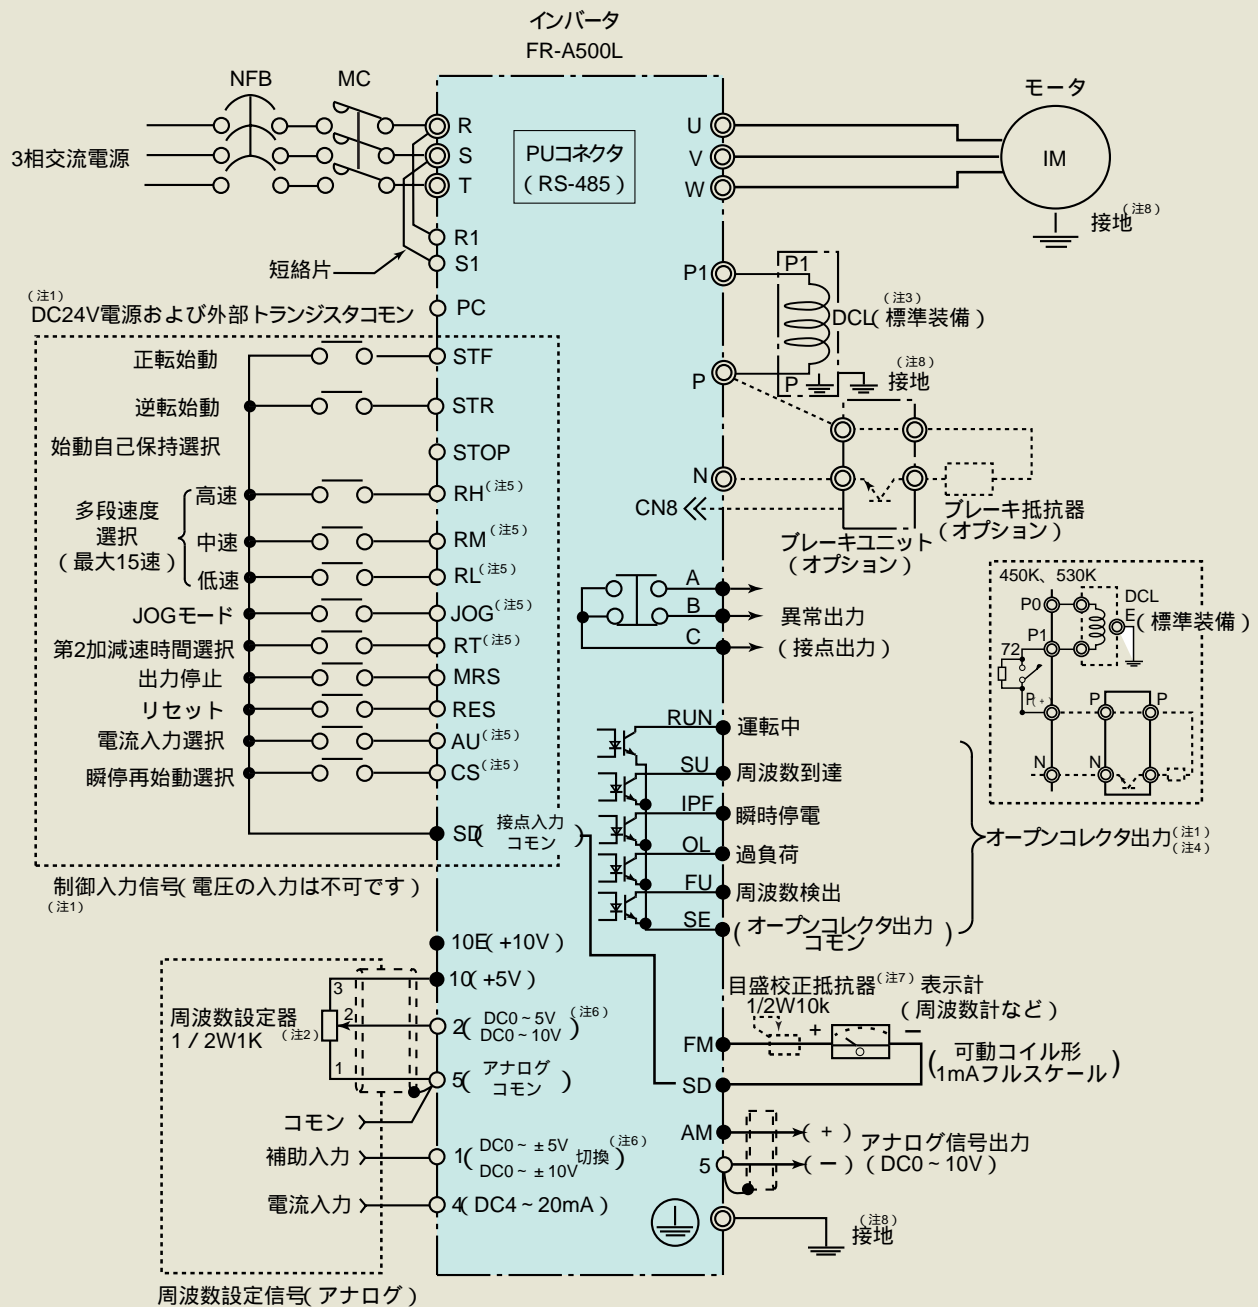 インバータ
FR-A500L
NFB
MC
モータ
R
S
T
3相交流電源
PUコネクタ
(RS-485)
U
V
W
IM
接地(注8)
R1
S1
短絡片
P1
P1
(注3)
DCL(標準装備)
(注1)
DC24V電源および外部トランジスタコモン
PC
正転始動
STF
P
P
(注8)
接地
逆転始動
STR
始動自己保持選択
STOP
多段速度
選択
(最大15速)
高速
RH(注5)
中速
RM(注5)
低速
RL(注5)
N
CN8
ブレーキ抵抗器
(オプション)
ブレーキユニット
(オプション)
JOGモード
JOG(注5)
第2加減速時間選択
RT(注5)
出力停止
MRS
リセット
RES
電流入力選択
AU(注5)
瞬停再始動選択
CS(注5)
SD(接点入力
コモン)
制御入力信号(電圧の入力は不可です)
(注1)
A
B
C
異常出力
(接点出力)
450K、530K
P0
DCL
E(標準装備)
P1
72
P(+)
P
P
N
N
RUN
運転中
SU
周波数到達
IPF
瞬時停電
OL
過負荷
FU
周波数検出
SE
(オープンコレクタ出力
コモン)
オープンコレクタ出力(注1)
(注4)
10E(+10V)
10(+5V)
周波数設定器
1/2W1K (注2)
3
2
1
2(DC0~5V
DC0~10V)(注6)
5(アナログ
コモン)
コモン
補助入力
1(DC0~±5V
DC0~±10V 切換)(注6)
電流入力
4(DC4~20mA)
周波数設定信号(アナログ)
目盛校正抵抗器(注7)
1/2W10k
表示計
(周波数計など)
+
−
FM
SD
(可動コイル形
1mAフルスケール)
AM
(+)
5
(−)
アナログ信号出力
(DC0~10V)
(注8)
接地